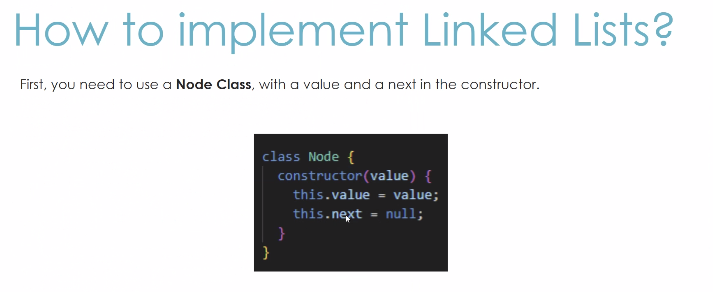 How to implement Linked Lists?
First, you need to use a Node Class, with a value and a next in the constructor.
class Node {
constructor(value) {
this.value = value;
this.next = null;
}
}